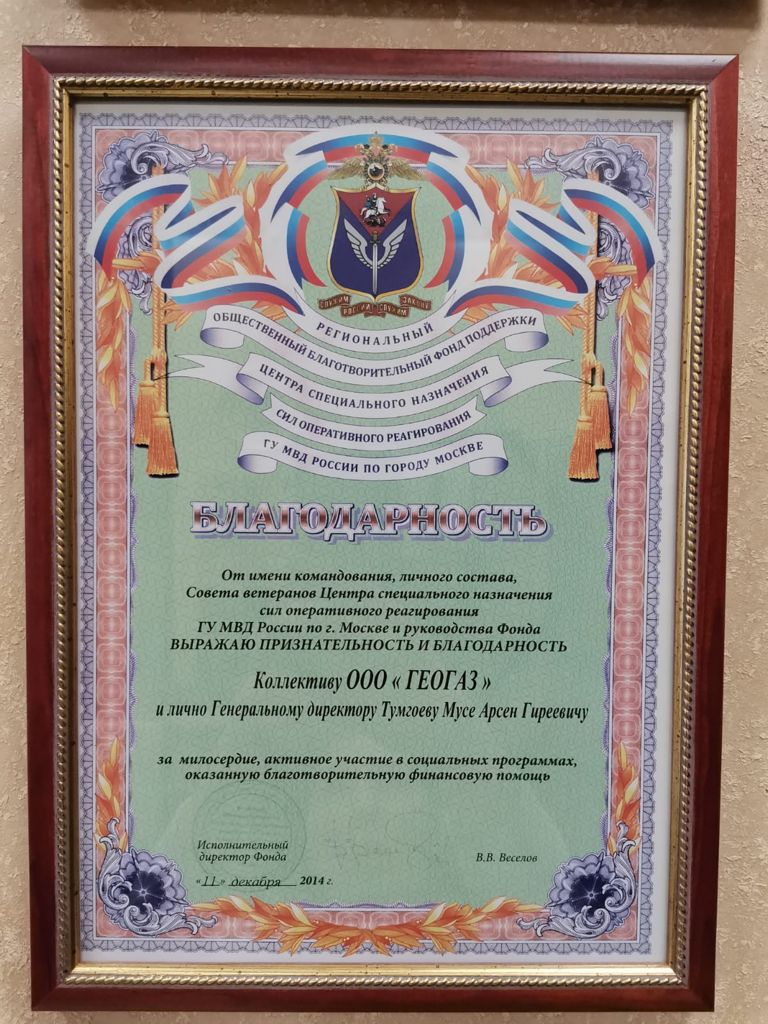 СЛУЖИМ ЗАКОНУ
РОССИИ СЛУЖИМ
РЕГИОНАЛЬНЫЙ
ОБЩЕСТВЕННЫЙ БЛАГОТВОРИТЕЛЬНЫЙ ФОНД ПОДДЕРЖКИ
ЦЕНТРА СПЕЦИАЛЬНОГО НАЗНАЧЕНИЯ
СИЛ ОПЕРАТИВНОГО РЕАГИРОВАНИЯ
ГУ МВД РОССИИ ПО ГОРОДУ МОСКВЕ
БЛАГОДАРНОСТЬ
От имени командования, личного состава,
Совета ветеранов Центра специального назначения
сил оперативного реагирования
ГУ МВД России по г. Москве и руководства Фонда
ВЫРАЖАЮ ПРИЗНАТЕЛЬНОСТЬ И БЛАГОДАРНОСТЬ
Коллективу ООО « ГЕОГАЗ »
и лично Генеральному директору Тумгоеву Мусе Арсен Гиреевичу
за милосердие, активное участие в социальных программах,
оказанную благотворительную финансовую помощь
Исполнительный
директор Фонда В.В. Веселов
«11» декабря 2014 г.